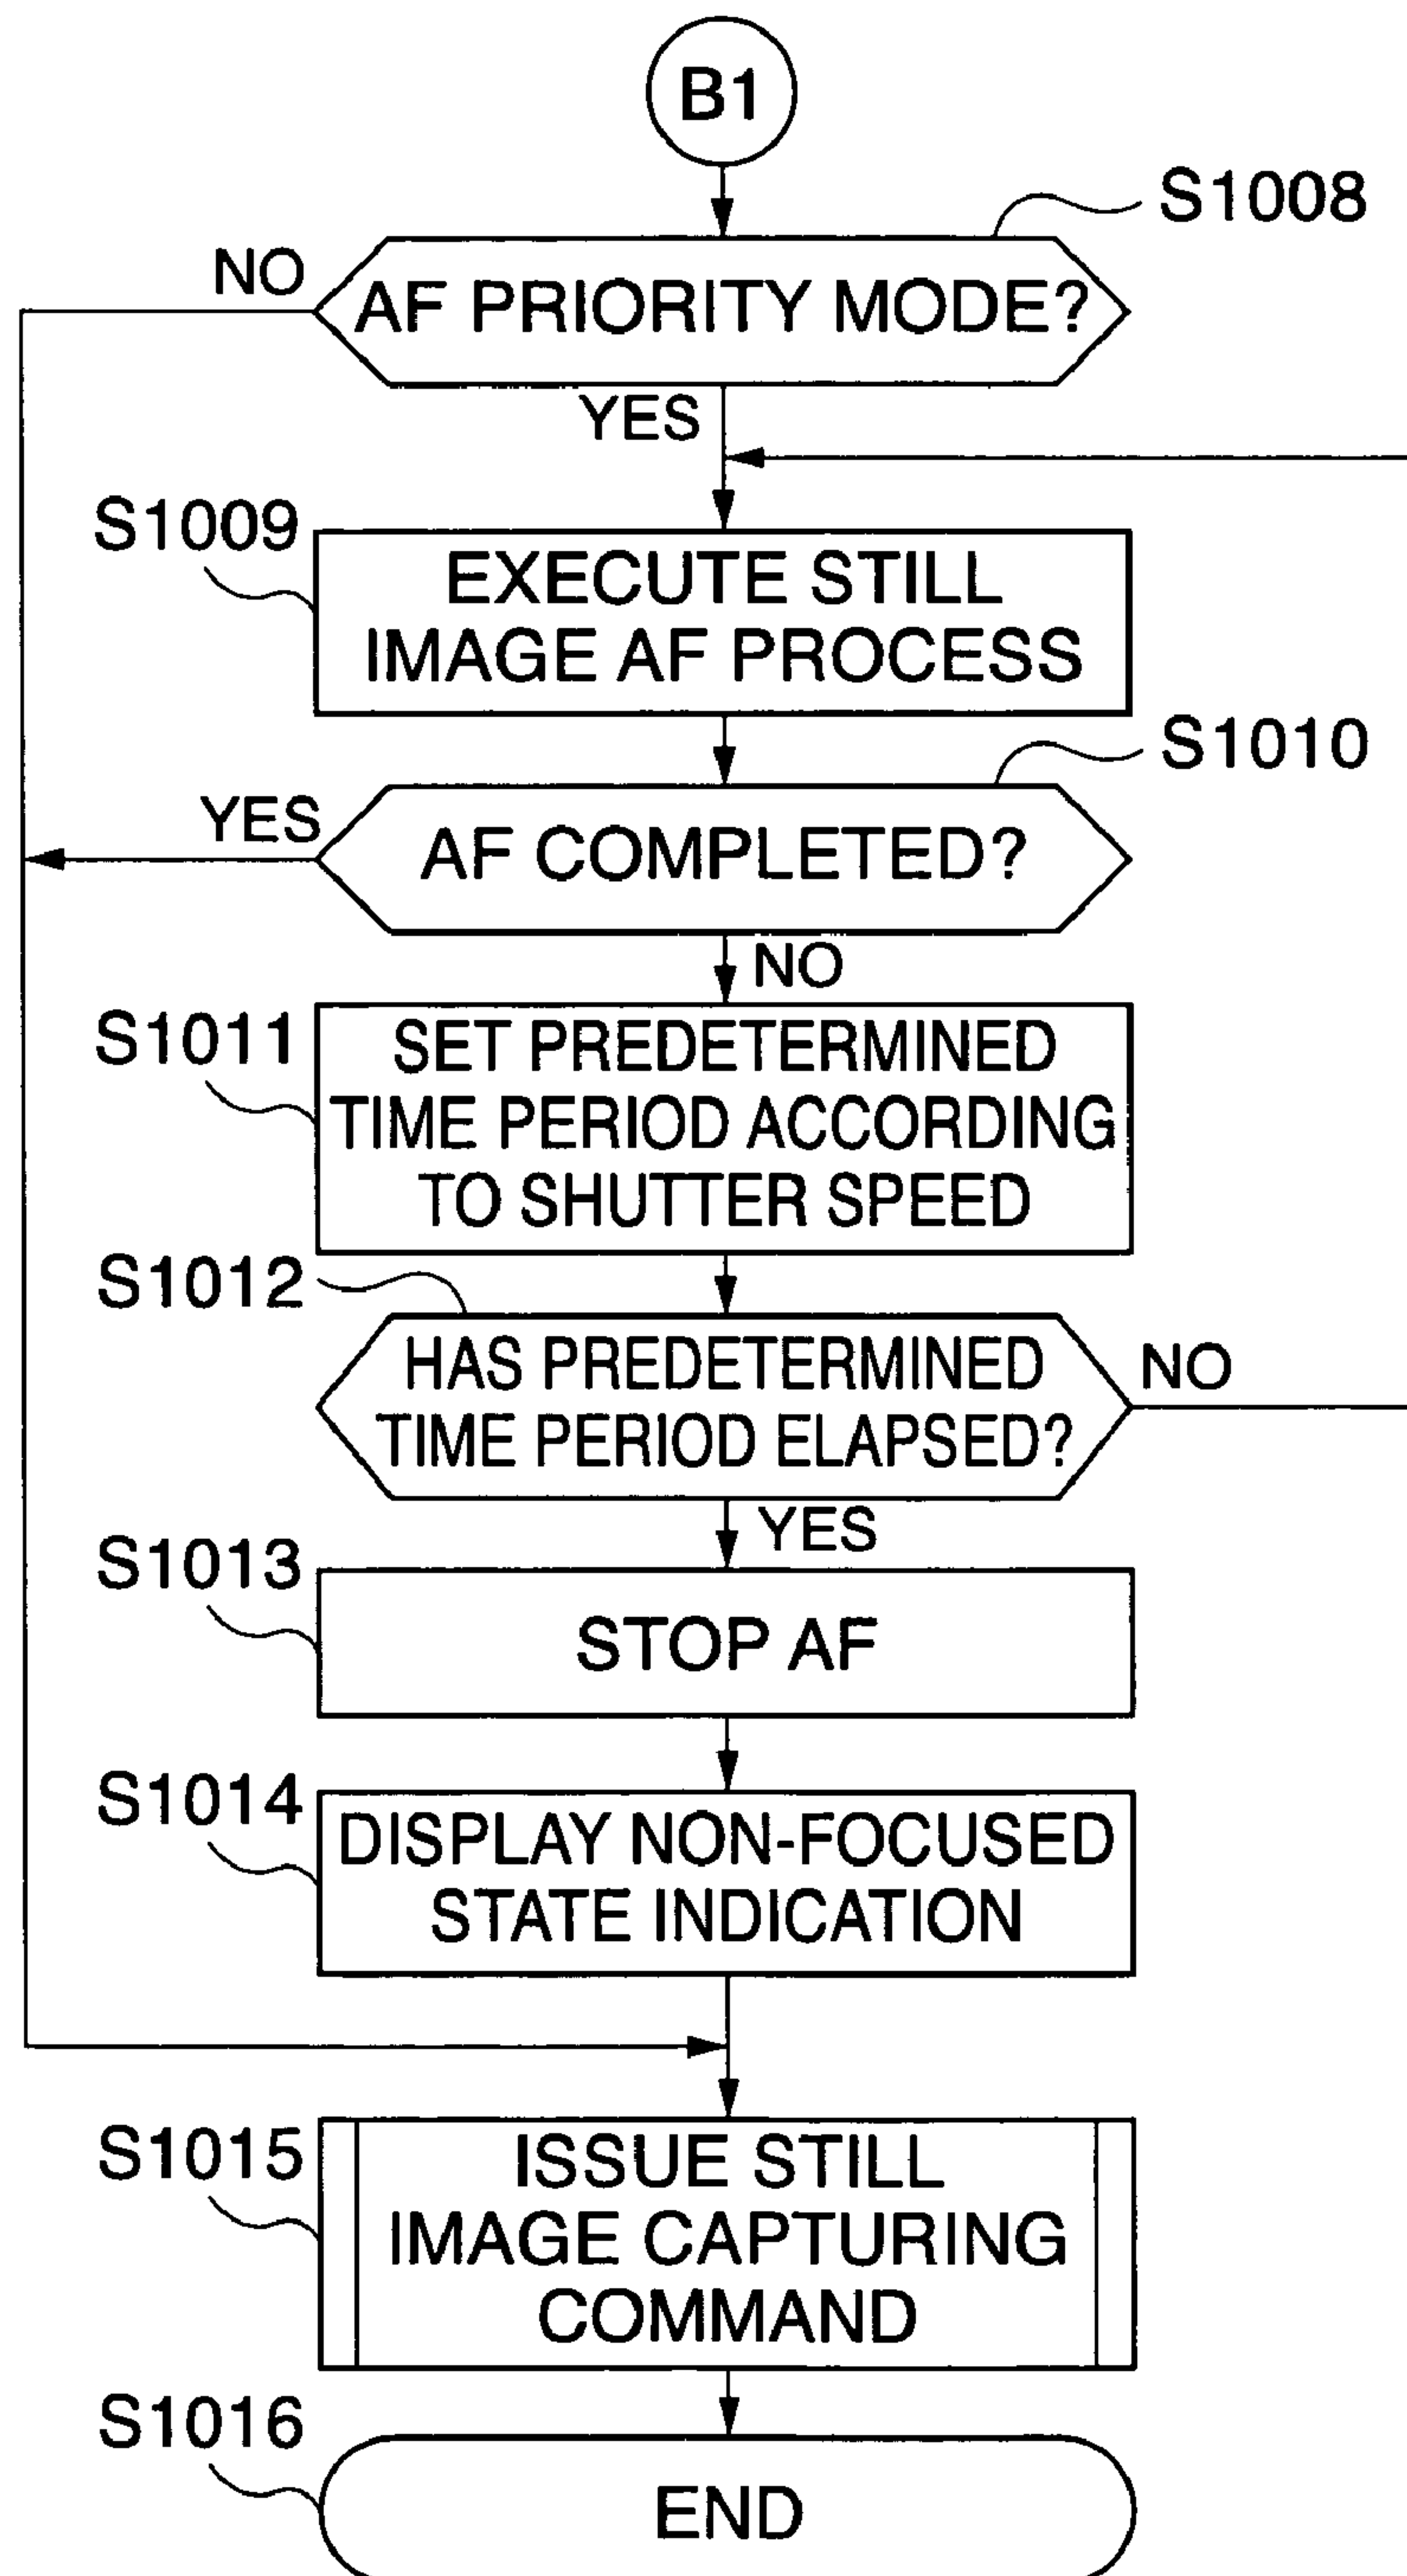 B1
S1008
NO
AF PRIORITY MODE?
YES
S1009
EXECUTE STILL
IMAGE AF PROCESS
S1010
YES
AF COMPLETED?
NO
S1011
SET PREDETERMINED
TIME PERIOD ACCORDING
TO SHUTTER SPEED
S1012
HAS PREDETERMINED
TIME PERIOD ELAPSED?
NO
YES
S1013
STOP AF
S1014
DISPLAY NON-FOCUSED
STATE INDICATION
S1015
ISSUE STILL
IMAGE CAPTURING
COMMAND
S1016
END